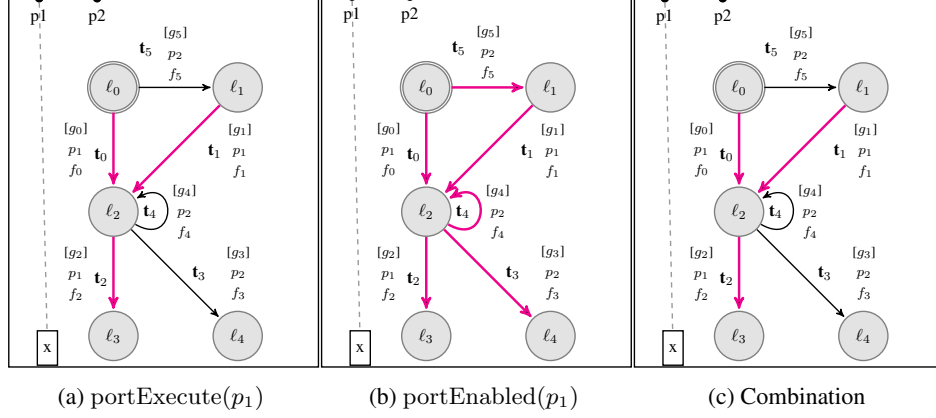 p1 p2
[g₅]
t₅ p₂
f₅
ℓ₀ ℓ₁
[g₀] [g₁]
p₁ t₀ t₁ p₁
f₀ f₁
[g₄]
ℓ₂ t₄ p₂
f₄
[g₂] [g₃]
p₁ t₂ t₃ p₂
f₂ f₃
x ℓ₃ ℓ₄
(a) portExecute(p₁)
p1 p2
[g₅]
t₅ p₂
f₅
ℓ₀ ℓ₁
[g₀] [g₁]
p₁ t₀ t₁ p₁
f₀ f₁
[g₄]
ℓ₂ t₄ p₂
f₄
[g₂] [g₃]
p₁ t₂ t₃ p₂
f₂ f₃
x ℓ₃ ℓ₄
(b) portEnabled(p₁)
p1 p2
[g₅]
t₅ p₂
f₅
ℓ₀ ℓ₁
[g₀] [g₁]
p₁ t₀ t₁ p₁
f₀ f₁
[g₄]
ℓ₂ t₄ p₂
f₄
[g₂] [g₃]
p₁ t₂ t₃ p₂
f₂ f₃
x ℓ₃ ℓ₄
(c) Combination